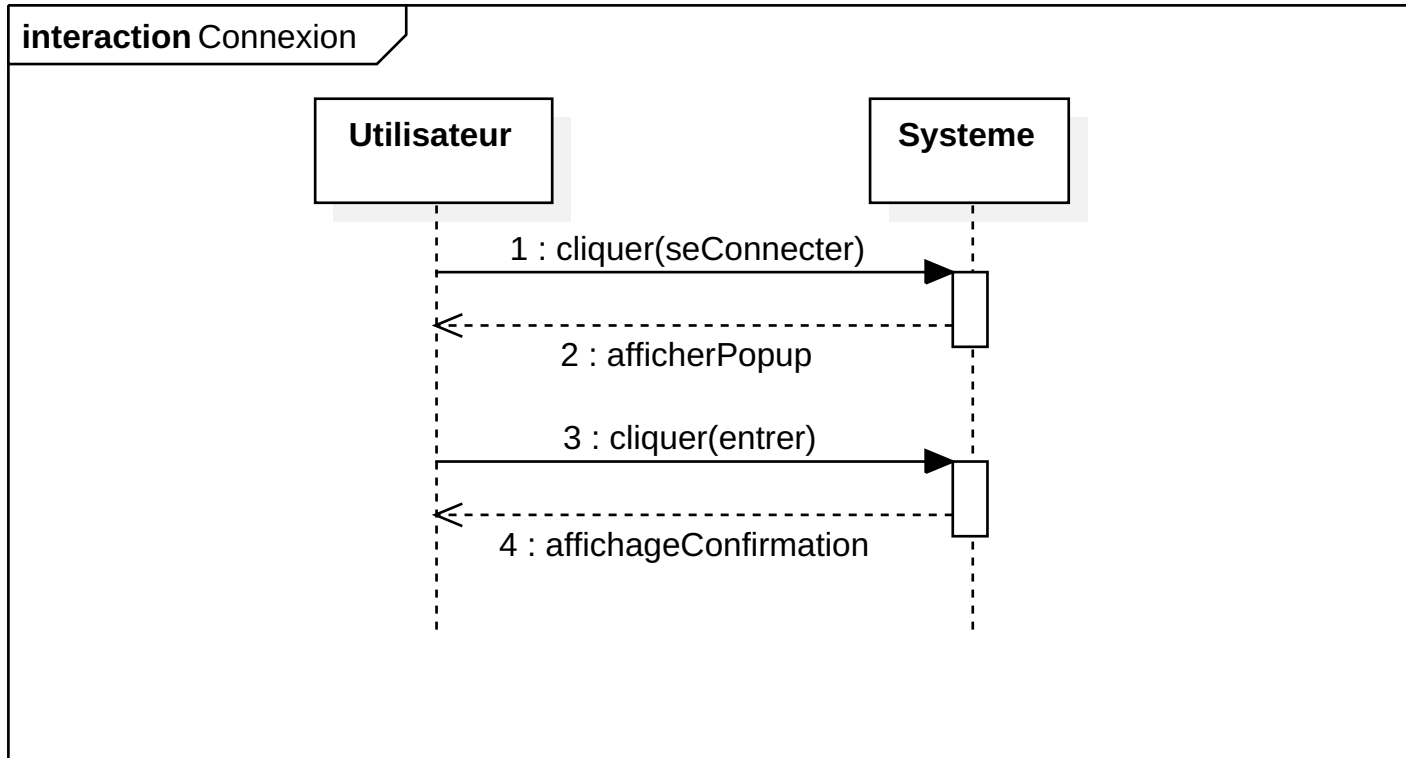 interaction Connexion
Utilisateur
Systeme
1 : cliquer(seConnecter)
2 : afficherPopup
3 : cliquer(entrer)
4 : affichageConfirmation